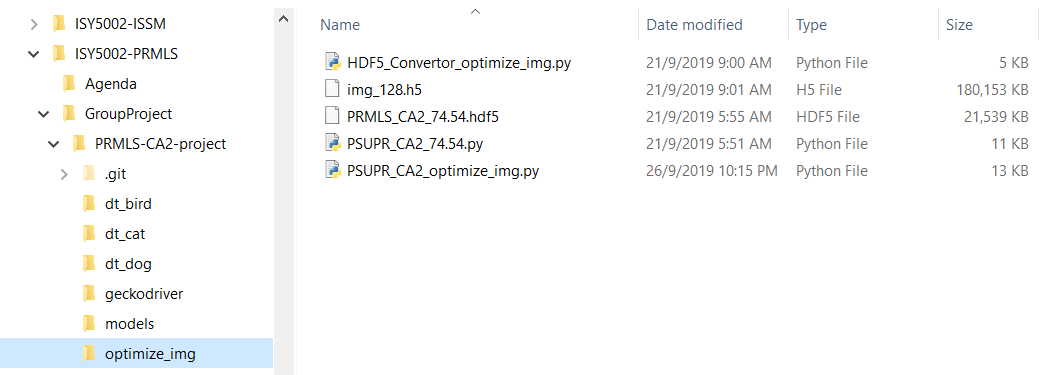 ISY5002-ISSM
ISY5002-PRMLS
Agenda
GroupProject
PRMLS-CA2-project
.git
dt_bird
dt_cat
dt_dog
geckodriver
models
optimize_img
Name Date modified Type Size
HDF5_Convertor_optimize_img.py 21/9/2019 9:00 AM Python File 5 KB
img_128.h5 21/9/2019 9:01 AM H5 File 180,153 KB
PRMLS_CA2_74.54.hdf5 21/9/2019 5:55 AM HDF5 File 21,539 KB
PSUPR_CA2_74.54.py 21/9/2019 5:51 AM Python File 11 KB
PSUPR_CA2_optimize_img.py 26/9/2019 10:15 PM Python File 13 KB